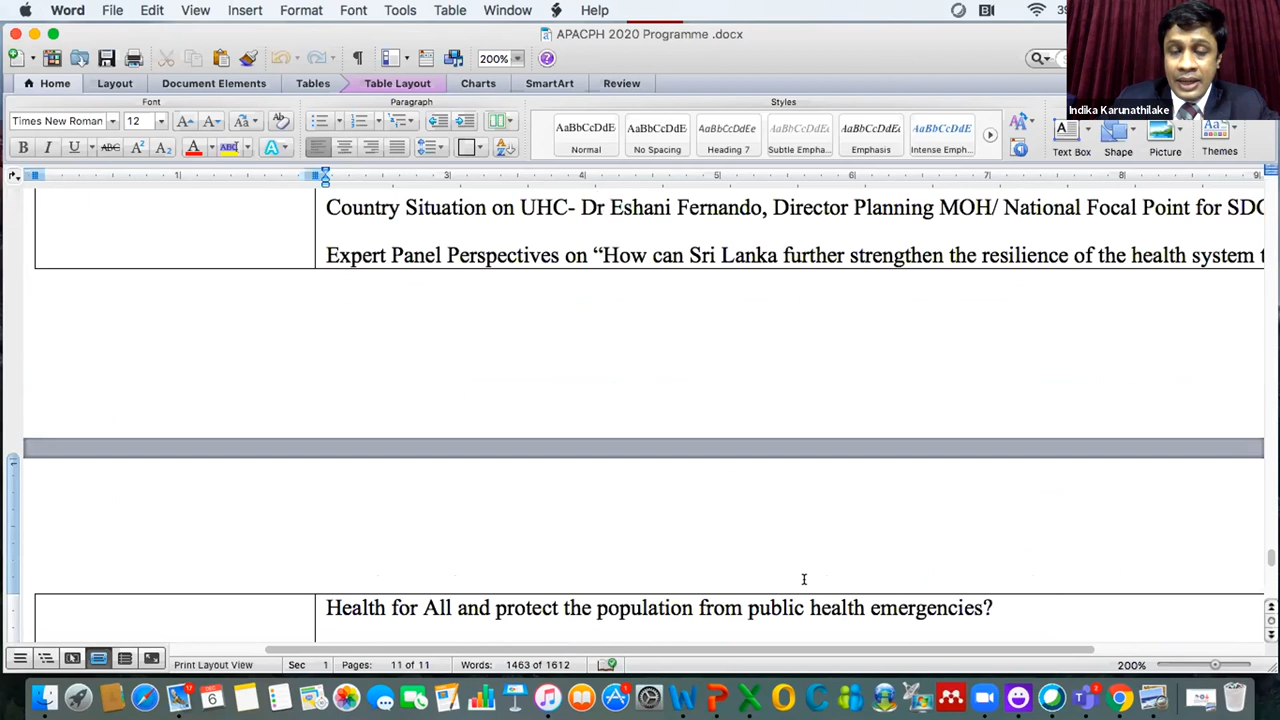 Word File Edit View Insert Format Font Tools Table Window Help
APACPH 2020 Programme .docx
200%
Home Layout Document Elements Tables Table Layout Charts SmartArt Review
Font Paragraph Styles
Indika Karunathilake
Times New Roman 12
AaBbCcDdE AaBbCcDdE AaBbCcDdEe AaBbCcDdEe AaBbCcDdEe AaBbCcDdE
Normal No Spacing Heading 7 Subtle Empha... Emphasis Intense Emph...
Text Box Shape Picture Themes
Country Situation on UHC- Dr Eshani Fernando, Director Planning MOH/ National Focal Point for SDG
Expert Panel Perspectives on “How can Sri Lanka further strengthen the resilience of the health system t
Health for All and protect the population from public health emergencies?
Print Layout View Sec 1 Pages: 11 of 11 Words: 1463 of 1612 200%